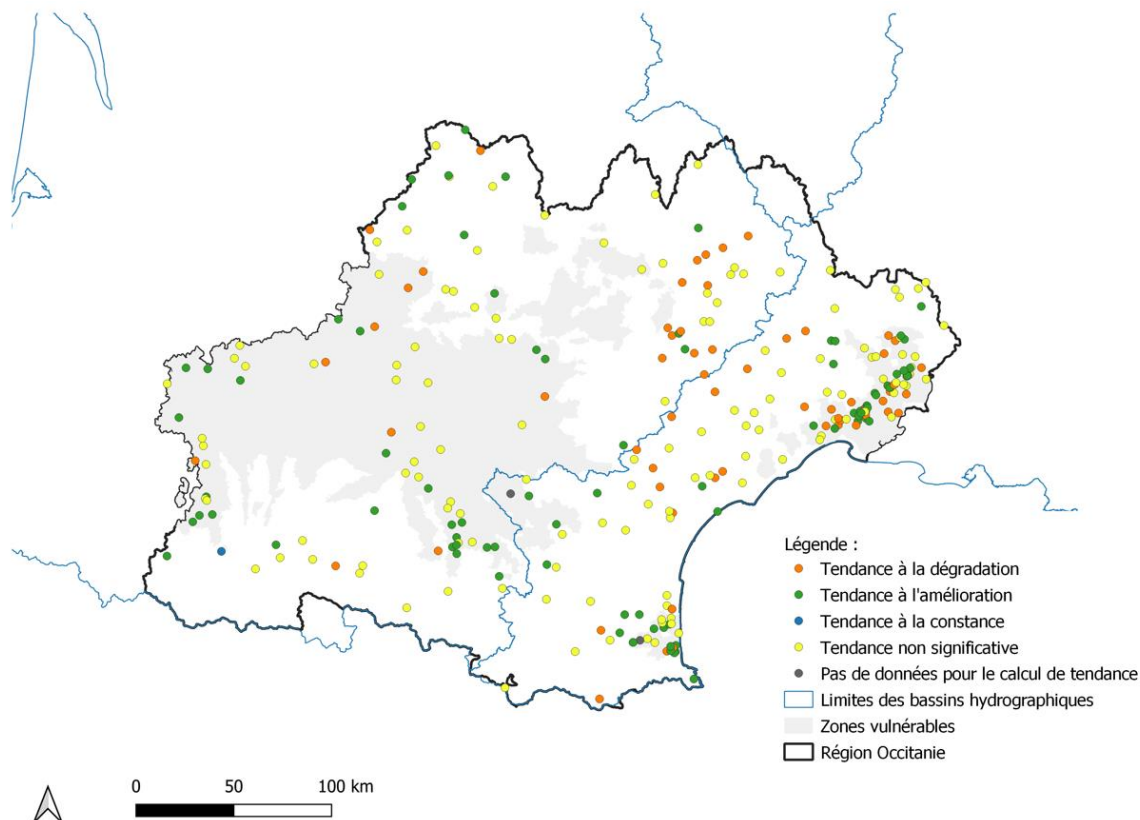 Légende :
Tendance à la dégradation
Tendance à l'amélioration
Tendance à la constance
Tendance non significative
Pas de données pour le calcul de tendance
Limites des bassins hydrographiques
Zones vulnérables
Région Occitanie
0 50 100 km